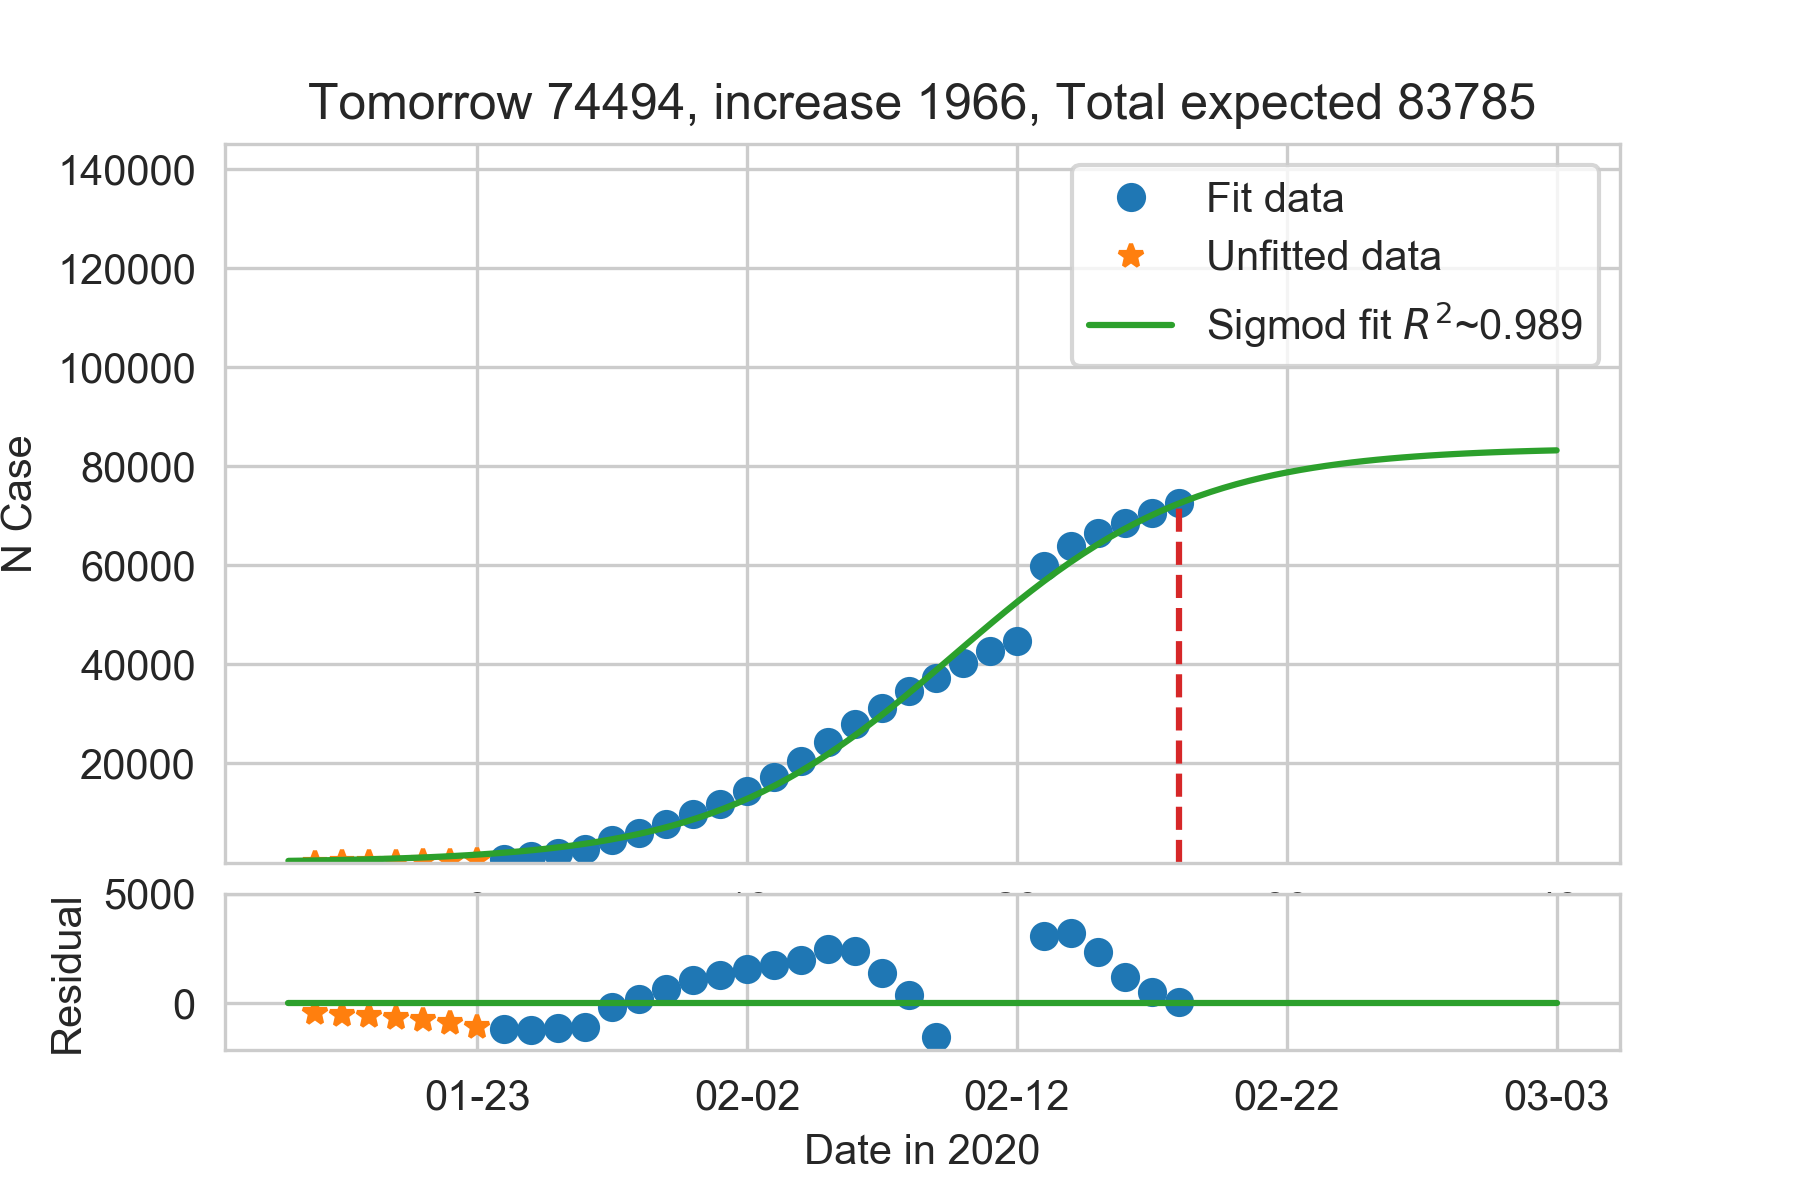 Tomorrow 74494, increase 1966, Total expected 83785
140000
120000
100000
80000
60000
40000
20000
N Case
Fit data
Unfitted data
Sigmod fit R²~0.989
5000
0
Residual
01-23
02-02
02-12
02-22
03-03
Date in 2020